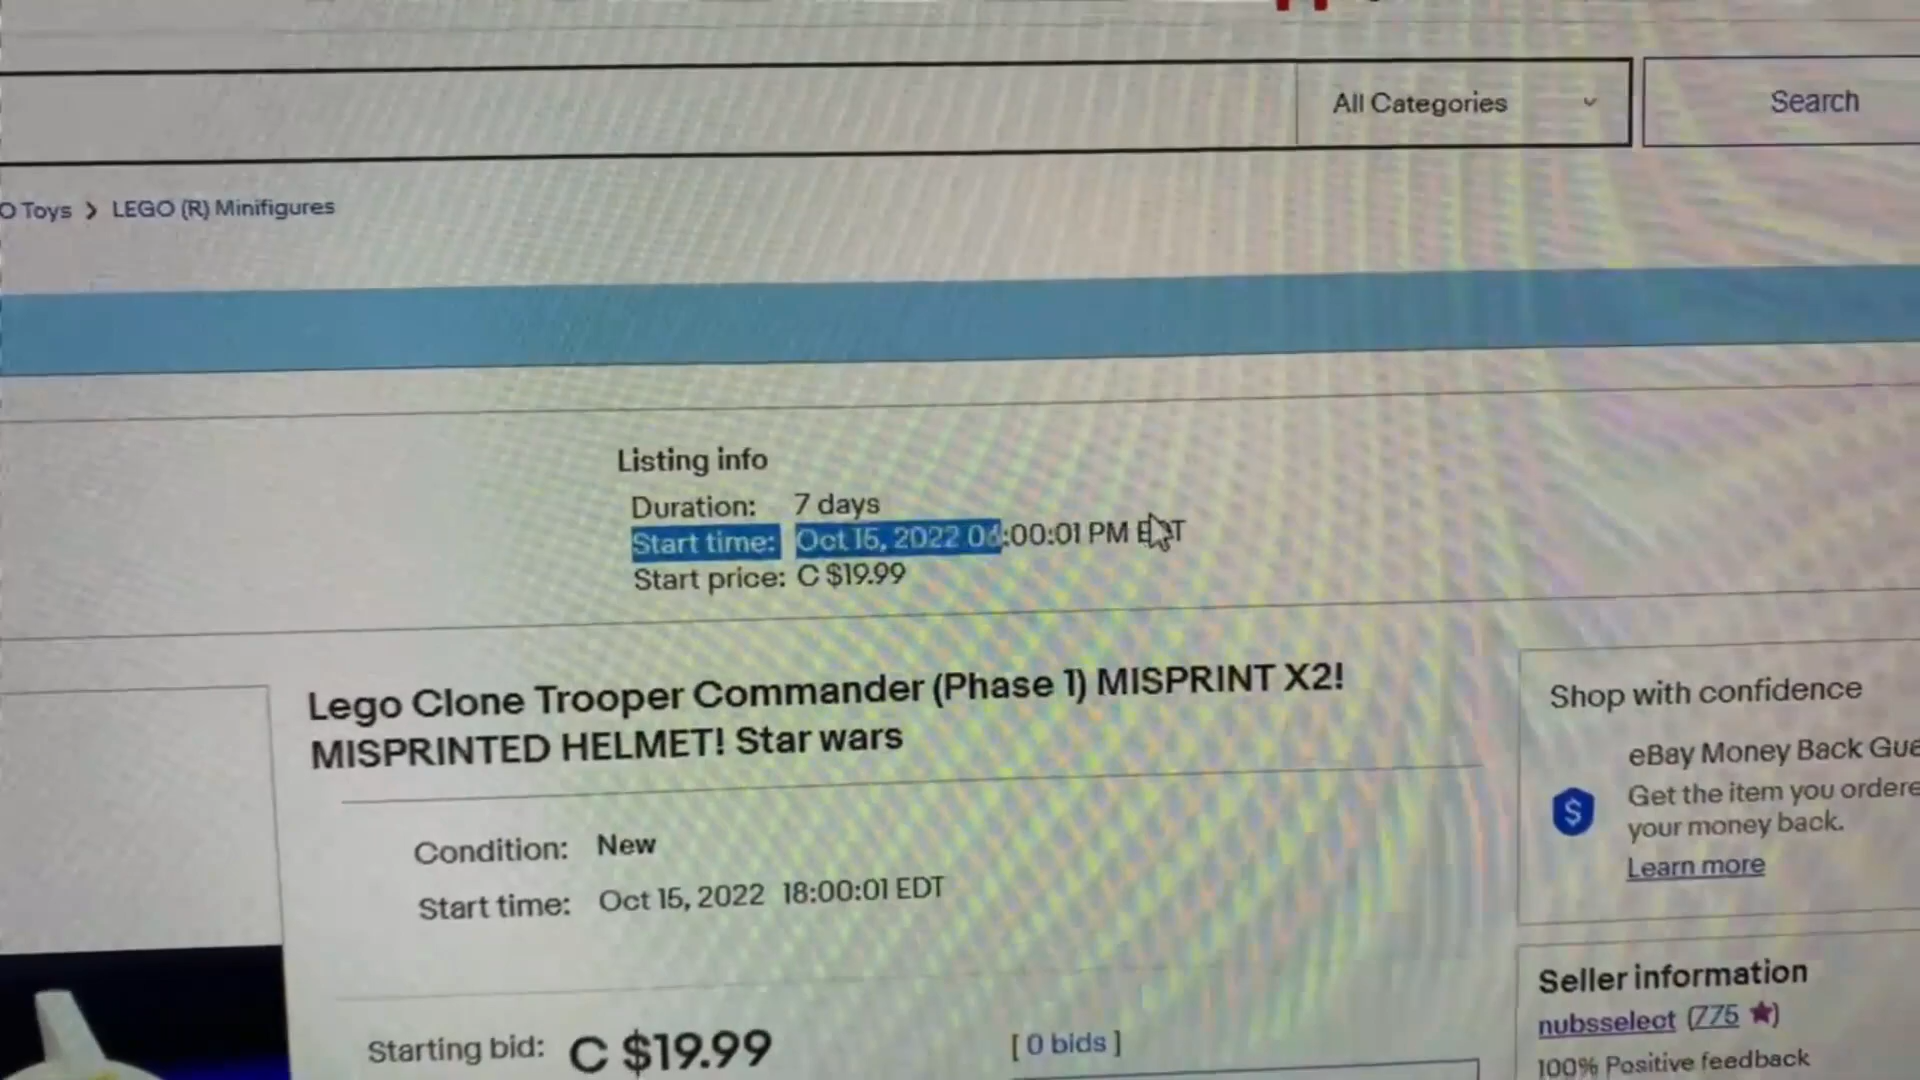 All Categories
Search
O Toys > LEGO (R) Minifigures
Listing info
Duration: 7 days
Start time: Oct 15, 2022 06:00:01 PM
Start price: C $19.99
Lego Clone Trooper Commander (Phase 1) MISPRINT X2!
MISPRINTED HELMET! Star wars
Condition: New
Start time: Oct 15, 2022 18:00:01 EDT
Starting bid: C $19.99
[ 0 bids ]
Shop with confidence
eBay Money Back Gua
Get the item you ordere
your money back.
Learn more
Seller information
nubsselect (775 ★)
100% Positive feedback